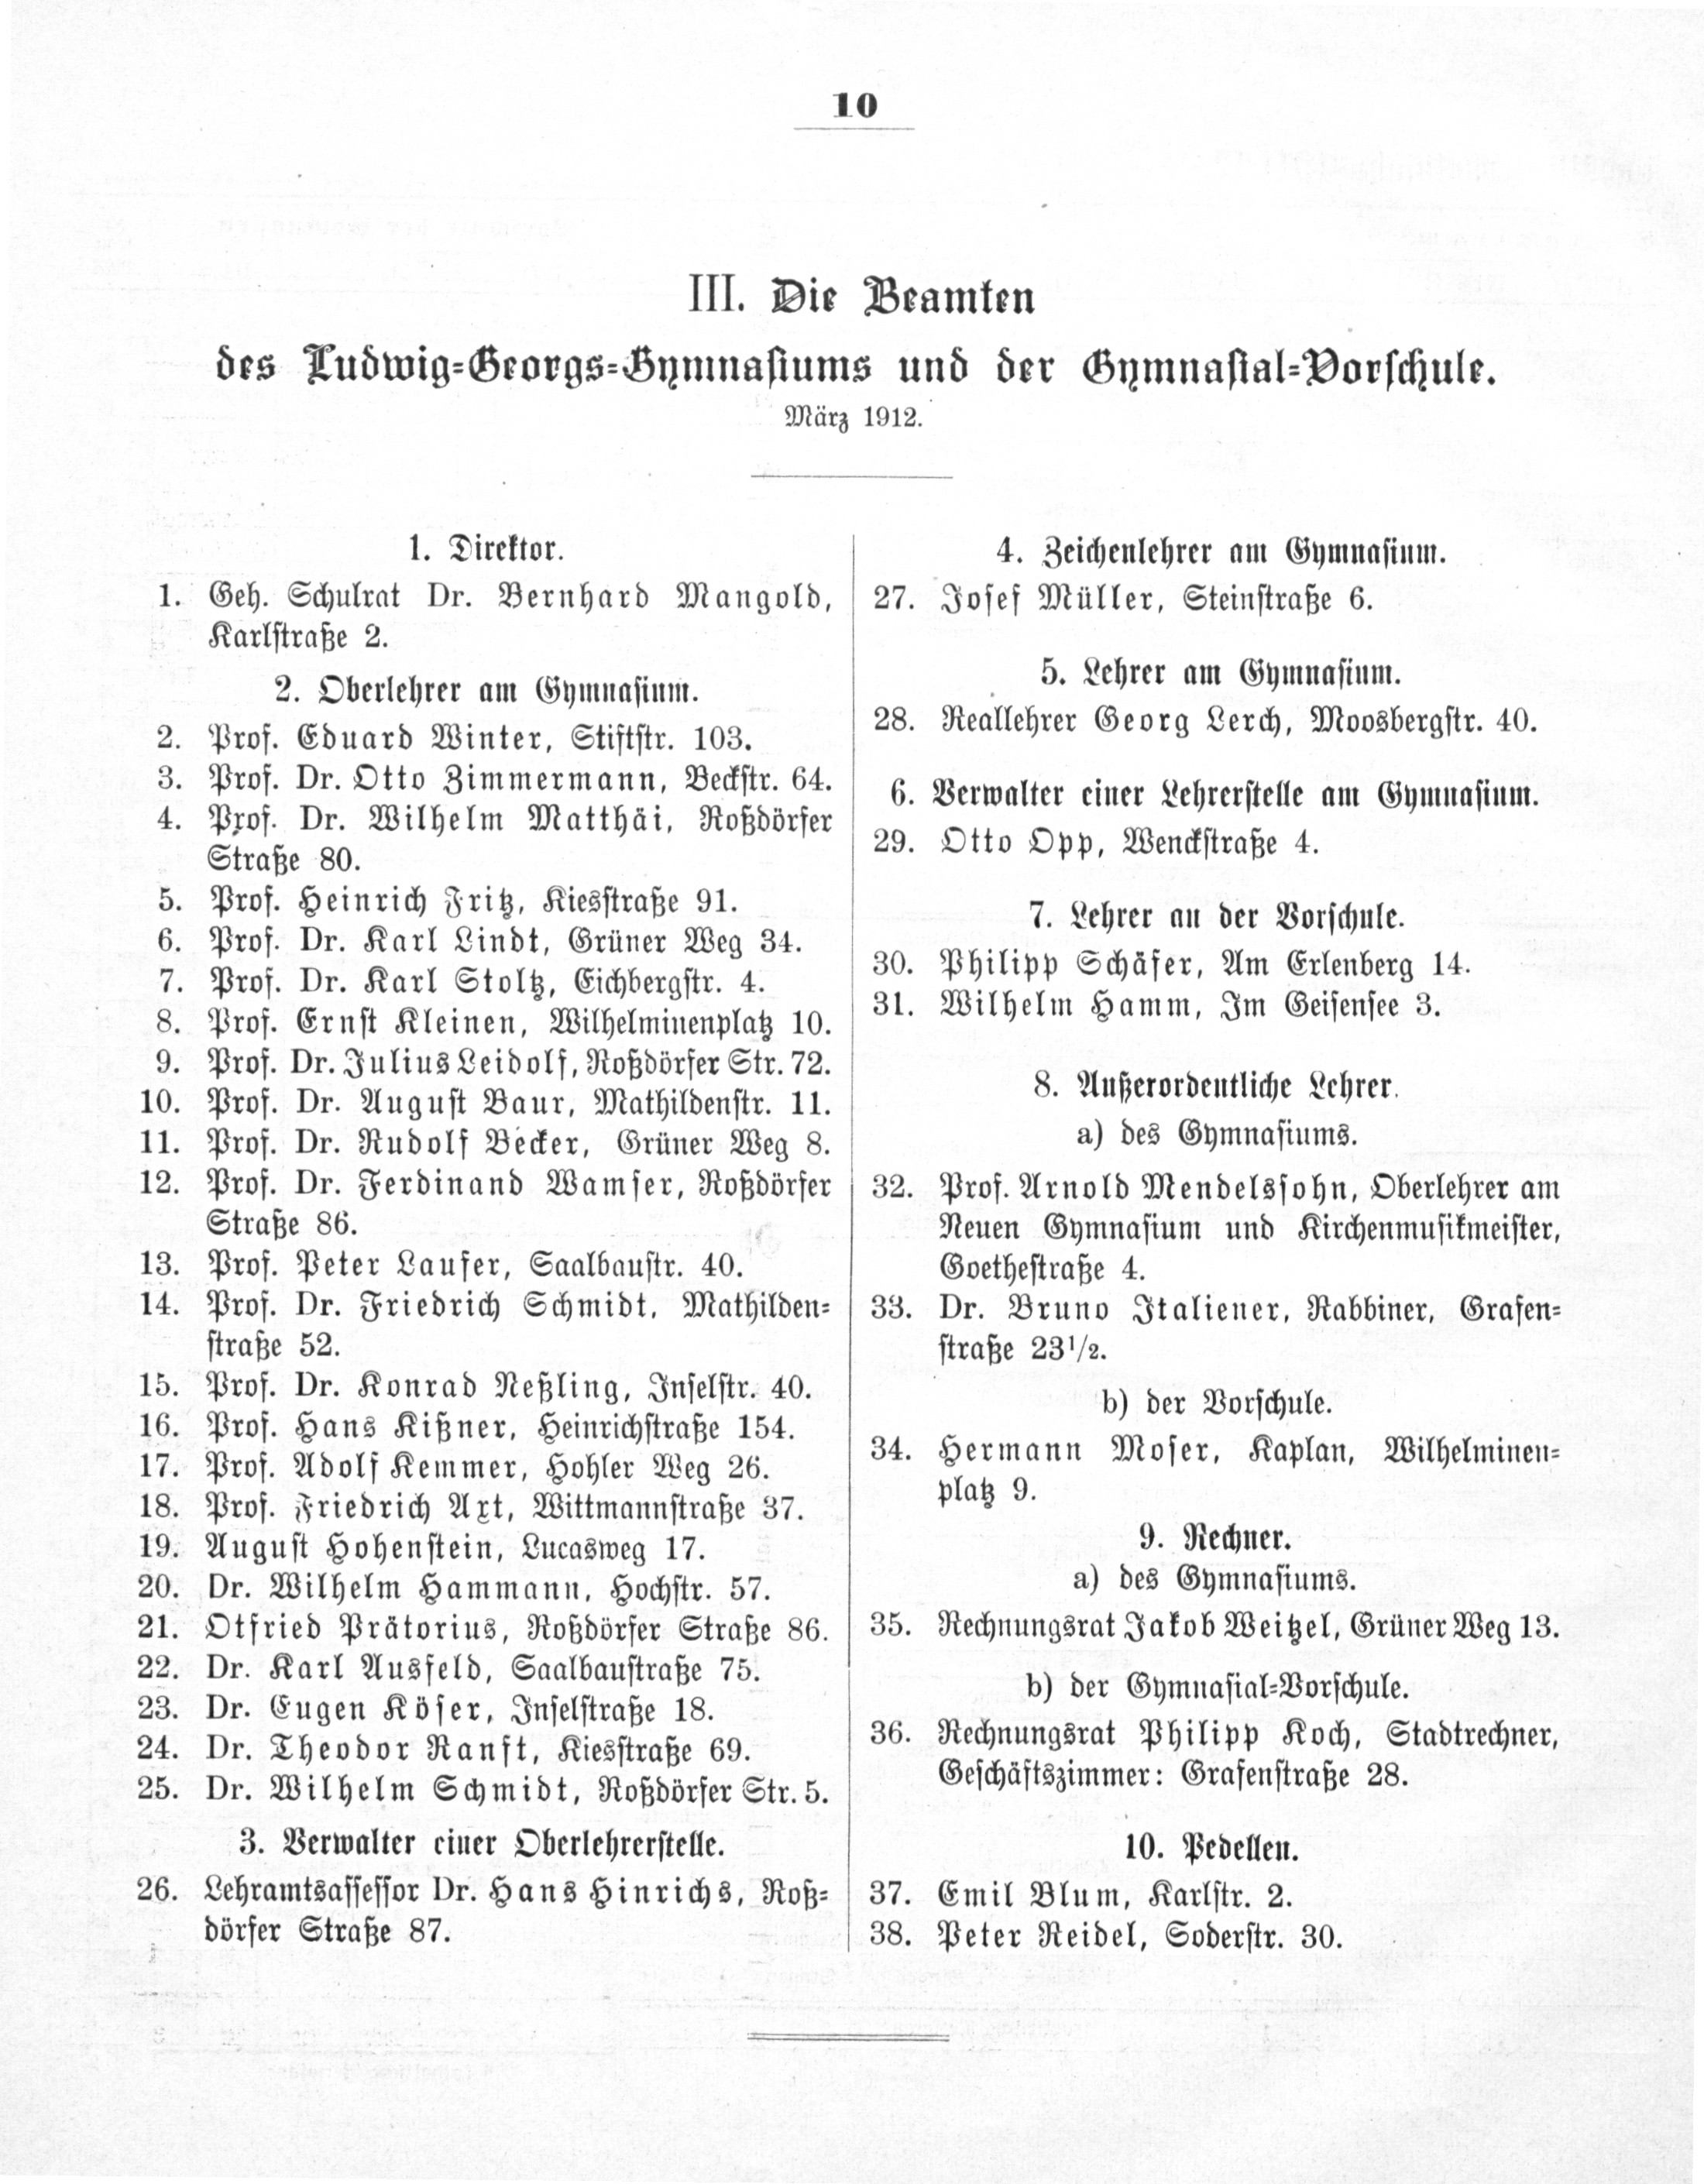 10
III. Die Beamten
des Ludwig-Georgs-Gymnasiums und der Gymnasial-Vorschule.
März 1912.
1. Direktor.
1. Geh. Schulrat Dr. Bernhard Mangold,
Karlstraße 2.
2. Oberlehrer am Gymnasium.
2. Prof. Eduard Winter, Stiftstr. 103.
3. Prof. Dr. Otto Zimmermann, Beckstr. 64.
4. Prof. Dr. Wilhelm Matthäi, Roßdörfer
Straße 80.
5. Prof. Heinrich Fritz, Kiesstraße 91.
6. Prof. Dr. Karl Lindt, Grüner Weg 34.
7. Prof. Dr. Karl Stoltz, Eichbergstr. 4.
8. Prof. Ernst Kleinen, Wilhelminenplatz 10.
9. Prof. Dr. Julius Leidolf, Roßdörfer Str. 72.
10. Prof. Dr. August Baur, Mathildenstr. 11.
11. Prof. Dr. Rudolf Becker, Grüner Weg 8.
12. Prof. Dr. Ferdinand Wamser, Roßdörfer
Straße 86.
13. Prof. Peter Laufer, Saalbaustr. 40.
14. Prof. Dr. Friedrich Schmidt, Mathilden-
straße 52.
15. Prof. Dr. Konrad Neßling, Inselstr. 40.
16. Prof. Hans Kißner, Heinrichstraße 154.
17. Prof. Adolf Kemmer, Hohler Weg 26.
18. Prof. Friedrich Axt, Wittmannstraße 37.
19. August Hohenstein, Lucasweg 17.
20. Dr. Wilhelm Hammann, Hochstr. 57.
21. Otfried Prätorius, Roßdörfer Straße 86.
22. Dr. Karl Ausfeld, Saalbaustraße 75.
23. Dr. Eugen Köser, Inselstraße 18.
24. Dr. Theodor Ranft, Kiesstraße 69.
25. Dr. Wilhelm Schmidt, Roßdörfer Str. 5.
3. Verwalter einer Oberlehrerstelle.
26. Lehramtsassessor Dr. Hans Hinrichs, Roß-
dörfer Straße 87.
4. Zeichenlehrer am Gymnasium.
27. Josef Müller, Steinstraße 6.
5. Lehrer am Gymnasium.
28. Reallehrer Georg Lerch, Moosbergstr. 40.
6. Verwalter einer Lehrerstelle am Gymnasium.
29. Otto Opp, Wenckstraße 4.
7. Lehrer an der Vorschule.
30. Philipp Schäfer, Am Erlenberg 14.
31. Wilhelm Hamm, Im Geisensee 3.
8. Außerordentliche Lehrer.
a) des Gymnasiums.
32. Prof. Arnold Mendelssohn, Oberlehrer am
Neuen Gymnasium und Kirchenmusikmeister,
Goethestraße 4.
33. Dr. Bruno Italiener, Rabbiner, Grafen-
straße 23 1/2.
b) der Vorschule.
34. Hermann Moser, Kaplan, Wilhelminen-
platz 9.
9. Rechner.
a) des Gymnasiums.
35. Rechnungsrat Jakob Weitzel, Grüner Weg 13.
b) der Gymnasial-Vorschule.
36. Rechnungsrat Philipp Koch, Stadtrechner,
Geschäftszimmer: Grafenstraße 28.
10. Pedellen.
37. Emil Blum, Karlstr. 2.
38. Peter Reidel, Soderstr. 30.